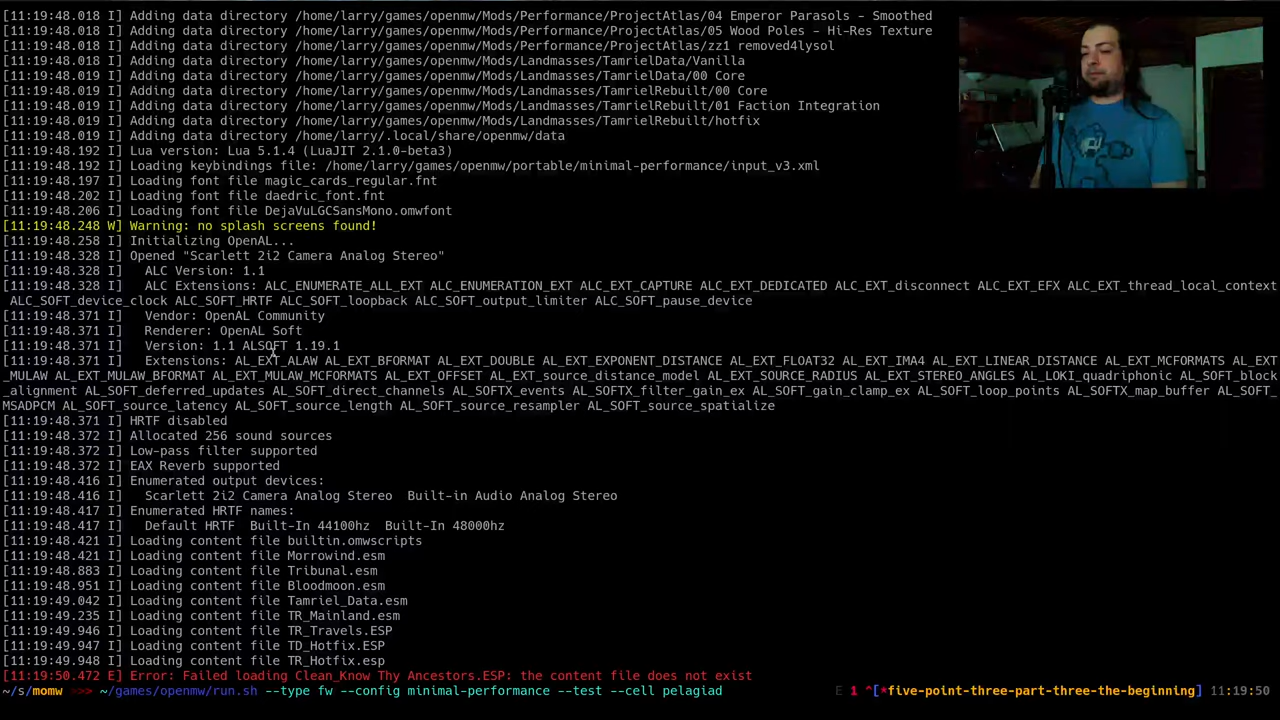 [11:19:48.018 I] Adding data directory /home/larry/games/openmw/Mods/Performance/ProjectAtlas/04 Emperor Parasols - Smoothed
[11:19:48.018 I] Adding data directory /home/larry/games/openmw/Mods/Performance/ProjectAtlas/05 Wood Poles - Hi-Res Texture
[11:19:48.018 I] Adding data directory /home/larry/games/openmw/Mods/Performance/ProjectAtlas/zz1 removed4lysol
[11:19:48.018 I] Adding data directory /home/larry/games/openmw/Mods/Landmasses/TamrielData/Vanilla
[11:19:48.019 I] Adding data directory /home/larry/games/openmw/Mods/Landmasses/TamrielData/00 Core
[11:19:48.019 I] Adding data directory /home/larry/games/openmw/Mods/Landmasses/TamrielRebuilt/00 Core
[11:19:48.019 I] Adding data directory /home/larry/games/openmw/Mods/Landmasses/TamrielRebuilt/01 Faction Integration
[11:19:48.019 I] Adding data directory /home/larry/games/openmw/Mods/Landmasses/TamrielRebuilt/hotfix
[11:19:48.019 I] Adding data directory /home/larry/.local/share/openmw/data
[11:19:48.192 I] Lua version: Lua 5.1.4 (LuaJIT 2.1.0-beta3)
[11:19:48.192 I] Loading keybindings file: /home/larry/games/openmw/portable/minimal-performance/input_v3.xml
[11:19:48.197 I] Loading font file magic_cards_regular.fnt
[11:19:48.202 I] Loading font file daedric_font.fnt
[11:19:48.206 I] Loading font file DejaVuLGCSansMono.omwfont
[11:19:48.248 W] Warning: no splash screens found!
[11:19:48.258 I] Initializing OpenAL...
[11:19:48.328 I] Opened "Scarlett 2i2 Camera Analog Stereo"
[11:19:48.328 I]   ALC Version: 1.1
[11:19:48.328 I]   ALC Extensions: ALC_ENUMERATE_ALL_EXT ALC_ENUMERATION_EXT ALC_EXT_CAPTURE ALC_EXT_DEDICATED ALC_EXT_disconnect ALC_EXT_EFX ALC_EXT_thread_local_context
 ALC_SOFT_device_clock ALC_SOFT_HRTF ALC_SOFT_loopback ALC_SOFT_output_limiter ALC_SOFT_pause_device
[11:19:48.371 I]   Vendor: OpenAL Community
[11:19:48.371 I]   Renderer: OpenAL Soft
[11:19:48.371 I]   Version: 1.1 ALSOFT 1.19.1
[11:19:48.371 I]   Extensions: AL_EXT_ALAW AL_EXT_BFORMAT AL_EXT_DOUBLE AL_EXT_EXPONENT_DISTANCE AL_EXT_FLOAT32 AL_EXT_IMA4 AL_EXT_LINEAR_DISTANCE AL_EXT_MCFORMATS AL_EXT
_MULAW AL_EXT_MULAW_BFORMAT AL_EXT_MULAW_MCFORMATS AL_EXT_OFFSET AL_EXT_source_distance_model AL_EXT_SOURCE_RADIUS AL_EXT_STEREO_ANGLES AL_LOKI_quadriphonic AL_SOFT_block
_alignment AL_SOFT_deferred_updates AL_SOFT_direct_channels AL_SOFTX_events AL_SOFTX_filter_gain_ex AL_SOFT_gain_clamp_ex AL_SOFT_loop_points AL_SOFTX_map_buffer AL_SOFT_
MSADPCM AL_SOFT_source_latency AL_SOFT_source_length AL_SOFT_source_resampler AL_SOFT_source_spatialize
[11:19:48.371 I] HRTF disabled
[11:19:48.372 I] Allocated 256 sound sources
[11:19:48.372 I] Low-pass filter supported
[11:19:48.372 I] EAX Reverb supported
[11:19:48.416 I] Enumerated output devices:
[11:19:48.416 I]   Scarlett 2i2 Camera Analog Stereo  Built-in Audio Analog Stereo
[11:19:48.417 I] Enumerated HRTF names:
[11:19:48.417 I]   Default HRTF  Built-In 44100hz  Built-In 48000hz
[11:19:48.421 I] Loading content file builtin.omwscripts
[11:19:48.421 I] Loading content file Morrowind.esm
[11:19:48.883 I] Loading content file Tribunal.esm
[11:19:48.951 I] Loading content file Bloodmoon.esm
[11:19:49.042 I] Loading content file Tamriel_Data.esm
[11:19:49.235 I] Loading content file TR_Mainland.esm
[11:19:49.946 I] Loading content file TR_Travels.ESP
[11:19:49.947 I] Loading content file TD_Hotfix.ESP
[11:19:49.948 I] Loading content file TR_Hotfix.esp
[11:19:50.472 E] Error: Failed loading Clean_Know Thy Ancestors.ESP: the content file does not exist
~/s/momw >>> ~/games/openmw/run.sh --type fw --config minimal-performance --test --cell pelagiad E 1 ^[*five-point-three-part-three-the-beginning] 11:19:50